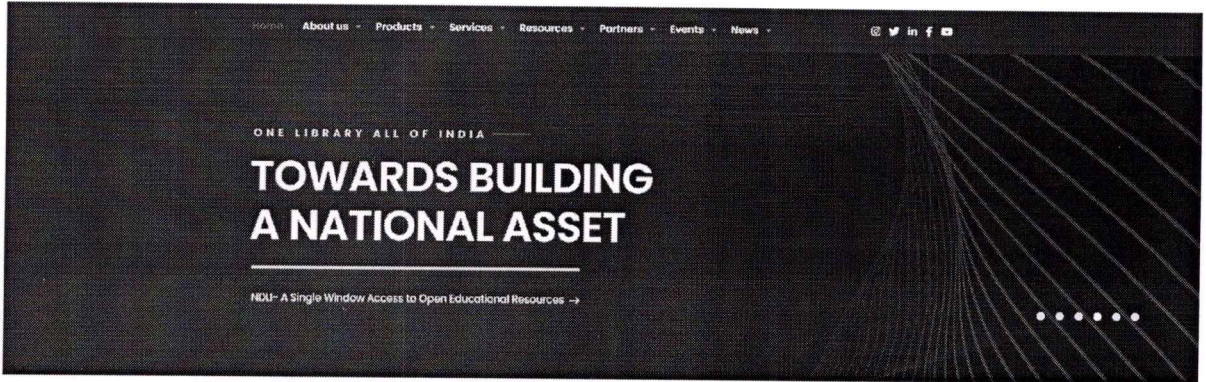 Home About us Products Services Resources Partners Events News
ONE LIBRARY ALL OF INDIA
TOWARDS BUILDING
A NATIONAL ASSET
NDLI- A Single Window Access to Open Educational Resources →